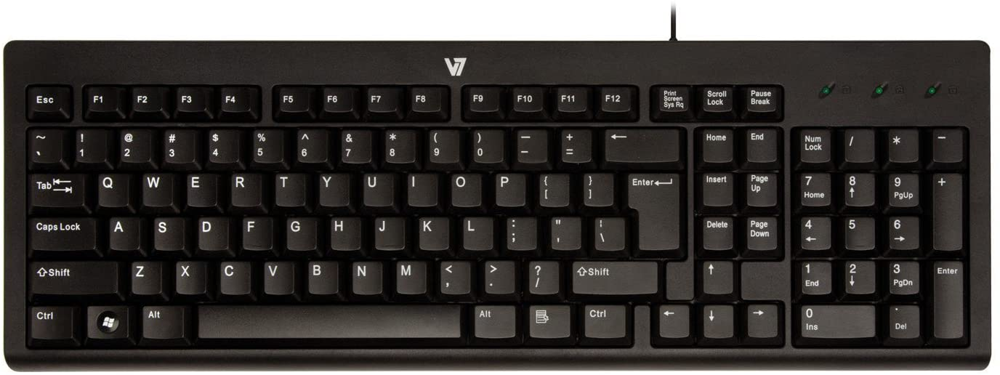 V7
Esc F1 F2 F3 F4 F5 F6 F7 F8 F9 F10 F11 F12 Print Screen Sys Rq Scroll Lock Pause Break
~ ` ! 1 @ 2 # 3 $ 4 % 5 ^ 6 & 7 * 8 ( 9 ) 0 — – + = ← Home End Num Lock / * –
Tab Q W E R T Y U I O P { [ } ] Enter Insert Page Up 7 Home 8 ↑ 9 PgUp +
Caps Lock A S D F G H J K L : ; " ' ¦ \ Delete Page Down 4 ← 5 6 →
⇧Shift Z X C V B N M < , > . ? / ⇧Shift ↑ 1 End 2 ↓ 3 PgDn Enter
Ctrl Alt Alt Ctrl ← ↓ → 0 Ins . Del